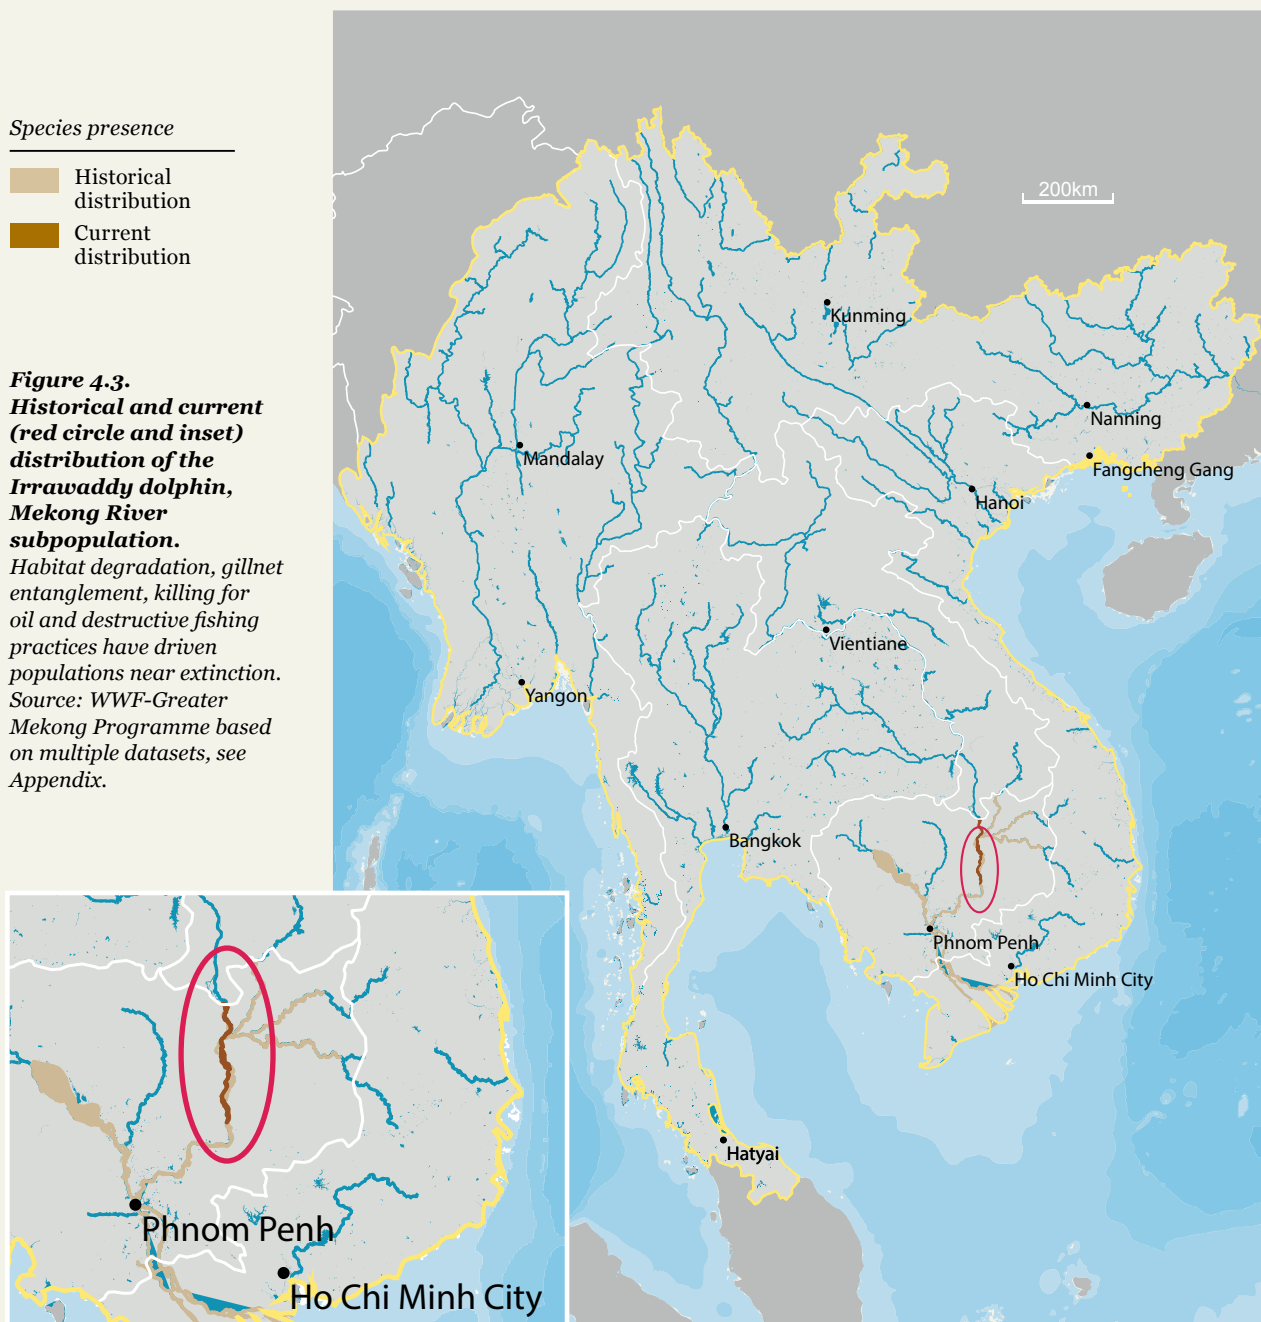 Species presence
Historical
distribution
Current
distribution
Figure 4.3.
Historical and current
(red circle and inset)
distribution of the
Irrawaddy dolphin,
Mekong River
subpopulation.
Habitat degradation, gillnet
entanglement, killing for
oil and destructive fishing
practices have driven
populations near extinction.
Source: WWF-Greater
Mekong Programme based
on multiple datasets, see
Appendix.
200km
Kunming
Nanning
Mandalay
Fangcheng Gang
Hanoi
Vientiane
Yangon
Bangkok
Phnom Penh
Ho Chi Minh City
Hatyai
Phnom Penh
Ho Chi Minh City